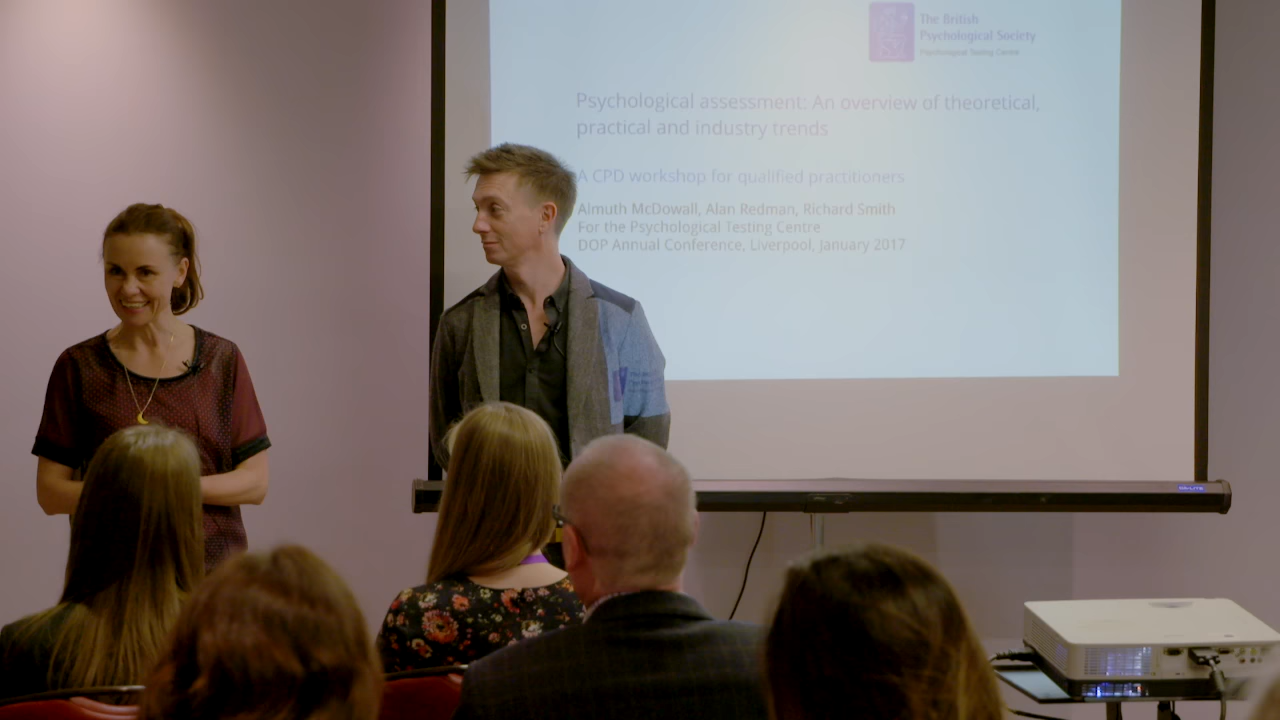 The British
Psychological Society
Psychological Testing Centre
Psychological assessment: An overview of theoretical,
practical and industry trends
A CPD workshop for qualified practitioners
Almuth McDowall, Alan Redman, Richard Smith
For the Psychological Testing Centre
DOP Annual Conference, Liverpool, January 2017